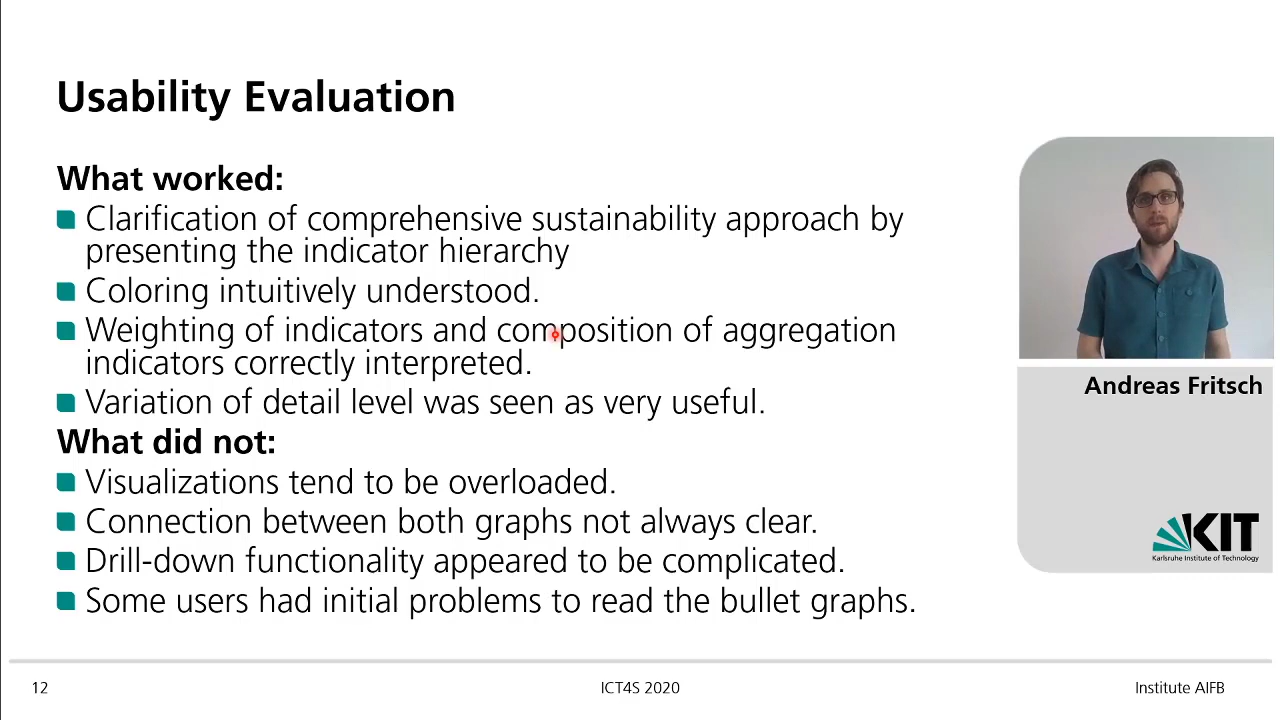 Usability Evaluation
What worked:
Clarification of comprehensive sustainability approach by
presenting the indicator hierarchy
Coloring intuitively understood.
Weighting of indicators and composition of aggregation
indicators correctly interpreted.
Variation of detail level was seen as very useful.
What did not:
Visualizations tend to be overloaded.
Connection between both graphs not always clear.
Drill-down functionality appeared to be complicated.
Some users had initial problems to read the bullet graphs.
Andreas Fritsch
KIT
Karlsruhe Institute of Technology
12
ICT4S 2020
Institute AIFB